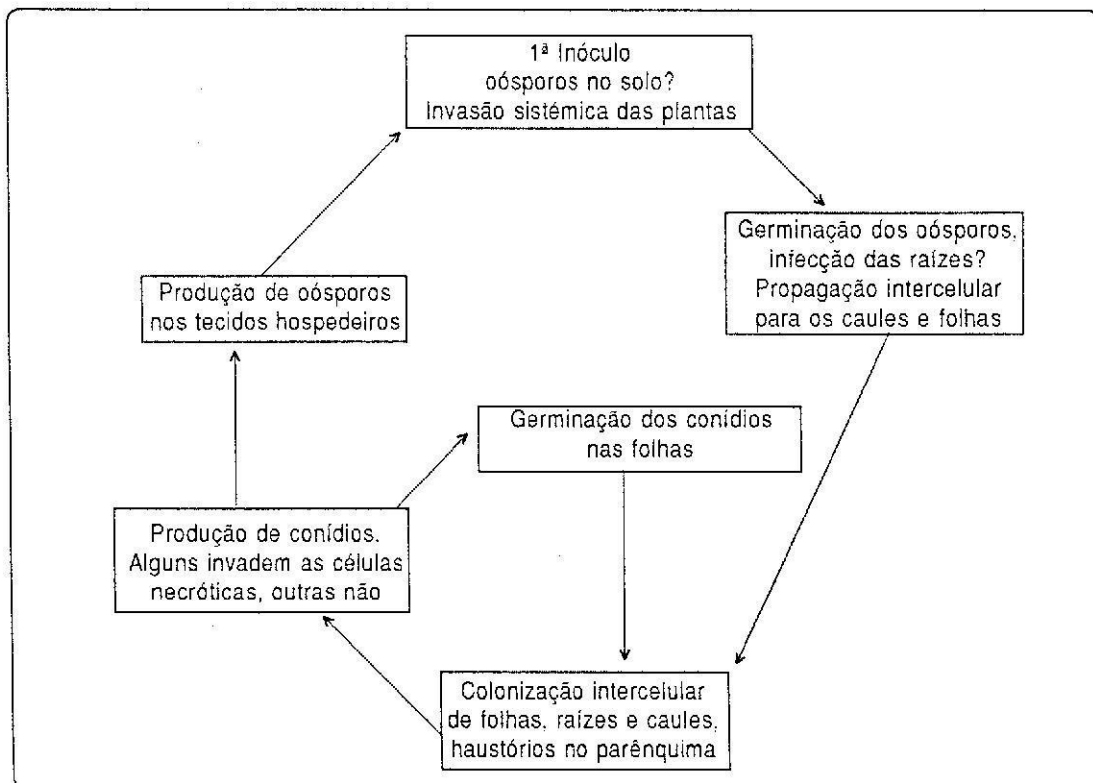 1ª Inóculo
oósporos no solo?
Invasão sistémica das plantas
Germinação dos oósporos,
infecção das raízes?
Propagação intercelular
para os caules e folhas
Produção de oósporos
nos tecidos hospedeiros
Germinação dos conídios
nas folhas
Produção de conídios.
Alguns invadem as células
necróticas, outras não
Colonização intercelular
de folhas, raízes e caules,
haustórios no parênquima